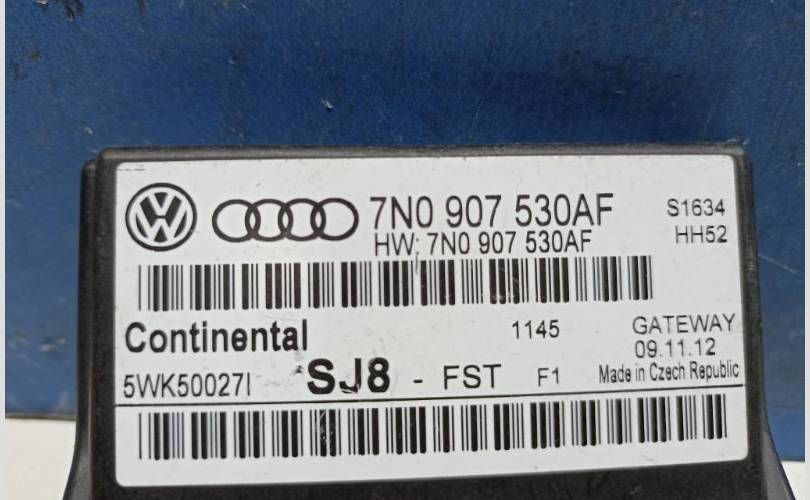 7N0 907 530AF S1634
HW: 7N0 907 530AF HH52
Continental 1145 GATEWAY
09.11.12
5WK50027I SJ8 - FST F1 Made in Czech Republic